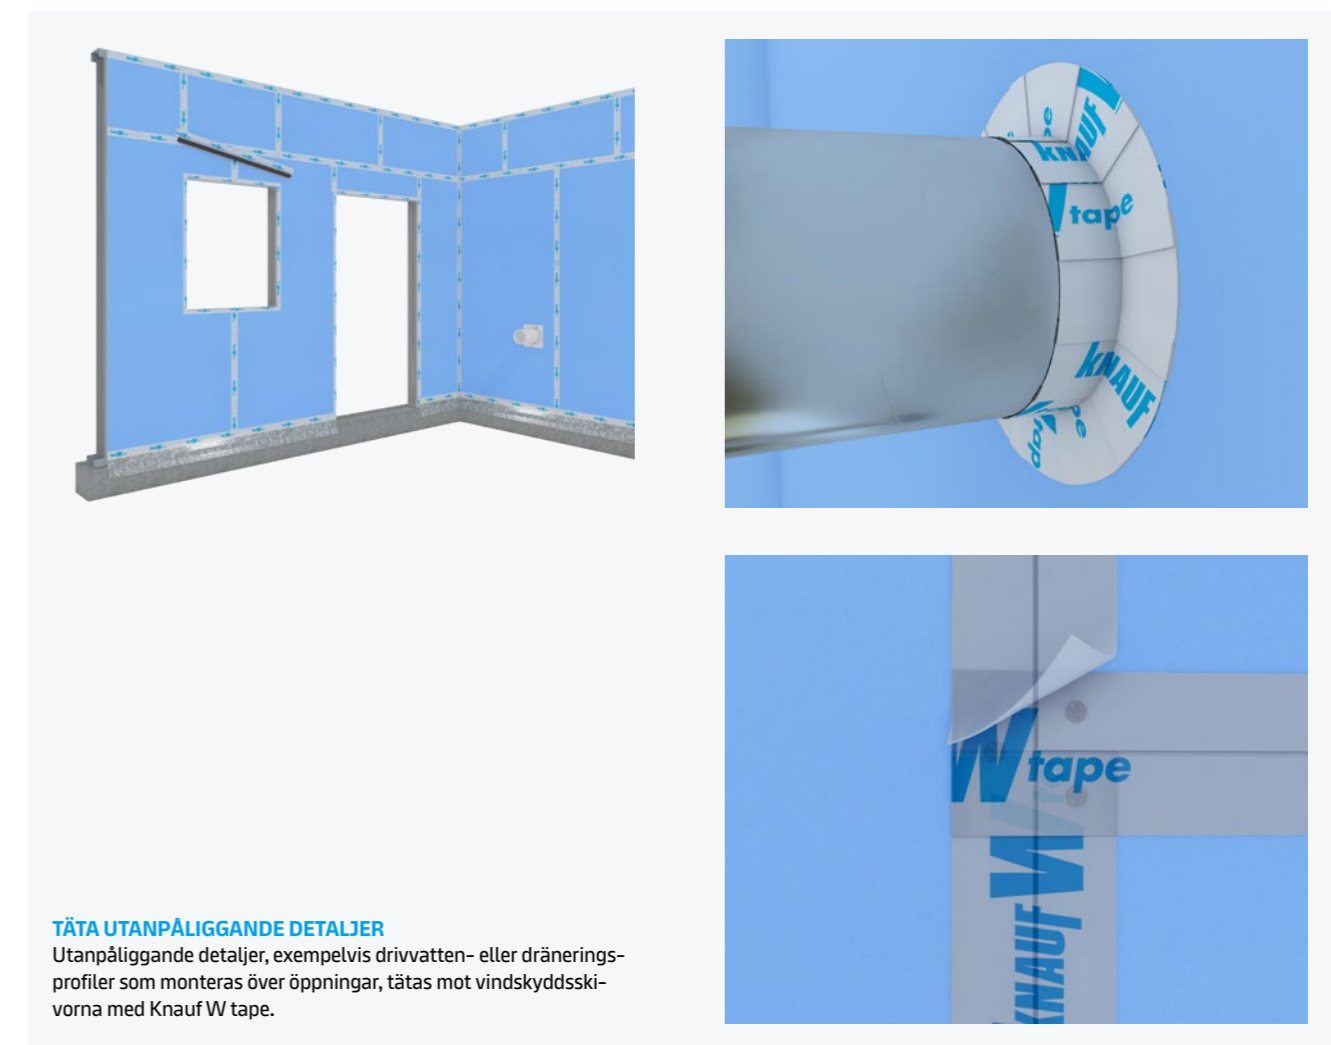 KNAUF
W tape
KNAUF
W tape
W tape
KNAUF W
TÄTA UTANPÅLIGGANDE DETALJER
Utanpåliggande detaljer, exempelvis drivvatten- eller dränerings-
profiler som monteras över öppningar, tätas mot vindskyddsski-
vorna med Knauf W tape.